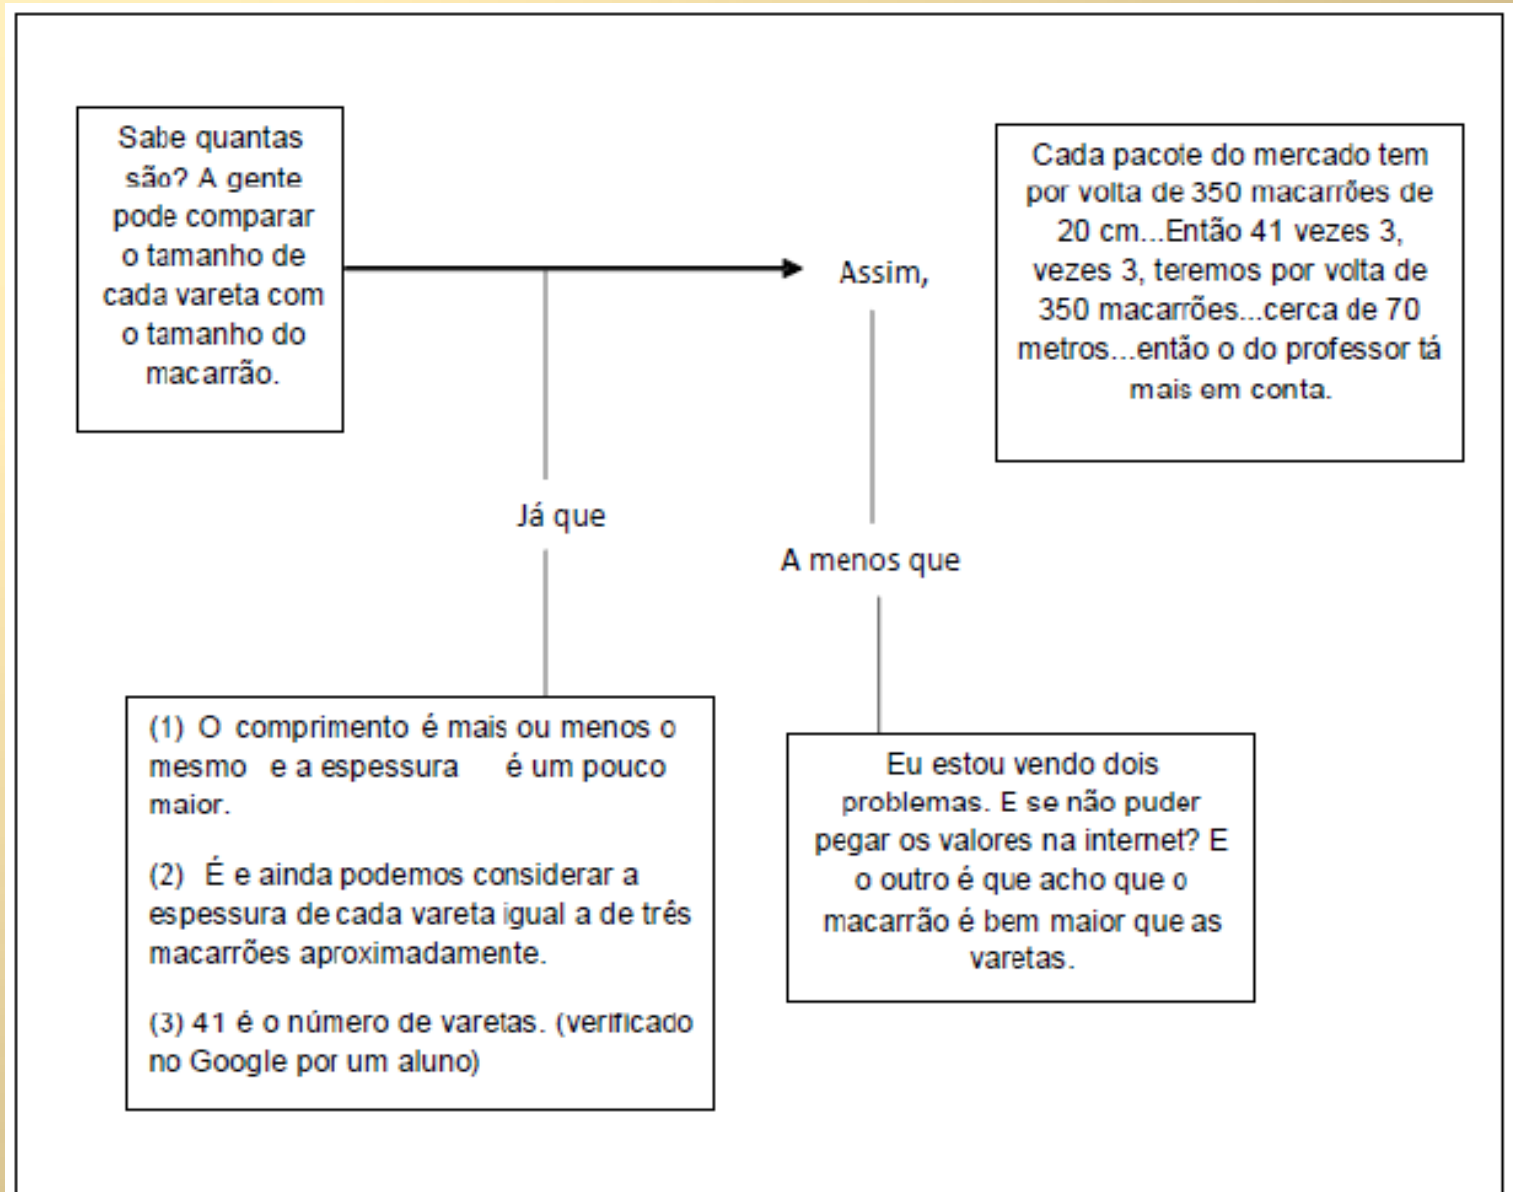 Sabe quantas
são? A gente
pode comparar
o tamanho de
cada vareta com
o tamanho do
macarrão.
Assim,
Cada pacote do mercado tem
por volta de 350 macarrões de
20 cm...Então 41 vezes 3,
vezes 3, teremos por volta de
350 macarrões...cerca de 70
metros...então o do professor tá
mais em conta.
Já que
A menos que
(1) O comprimento é mais ou menos o
mesmo e a espessura é um pouco
maior.
(2) É e ainda podemos considerar a
espessura de cada vareta igual a de três
macarrões aproximadamente.
(3) 41 é o número de varetas. (verificado
no Google por um aluno)
Eu estou vendo dois
problemas. E se não puder
pegar os valores na internet? E
o outro é que acho que o
macarrão é bem maior que as
varetas.